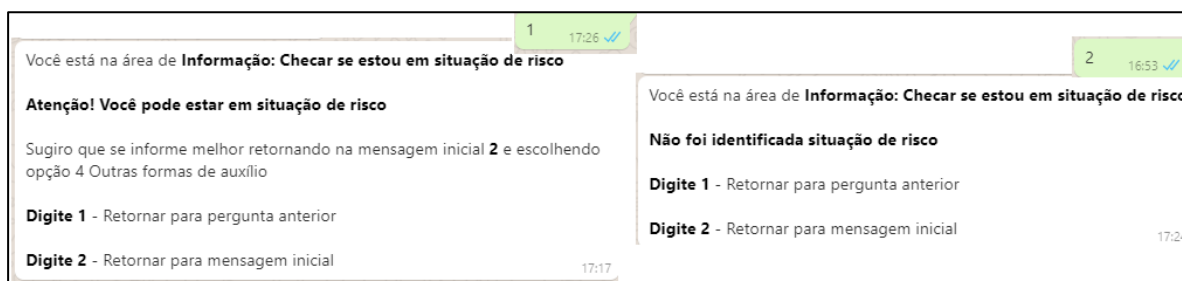 1
17:26
Você está na área de Informação: Checar se estou em situação de risco
Atenção! Você pode estar em situação de risco
Sugiro que se informe melhor retornando na mensagem inicial 2 e escolhendo
opção 4 Outras formas de auxílio
Digite 1 - Retornar para pergunta anterior
Digite 2 - Retornar para mensagem inicial
17:17
2
16:53
Você está na área de Informação: Checar se estou em situação de risco
Não foi identificada situação de risco
Digite 1 - Retornar para pergunta anterior
Digite 2 - Retornar para mensagem inicial
17:24